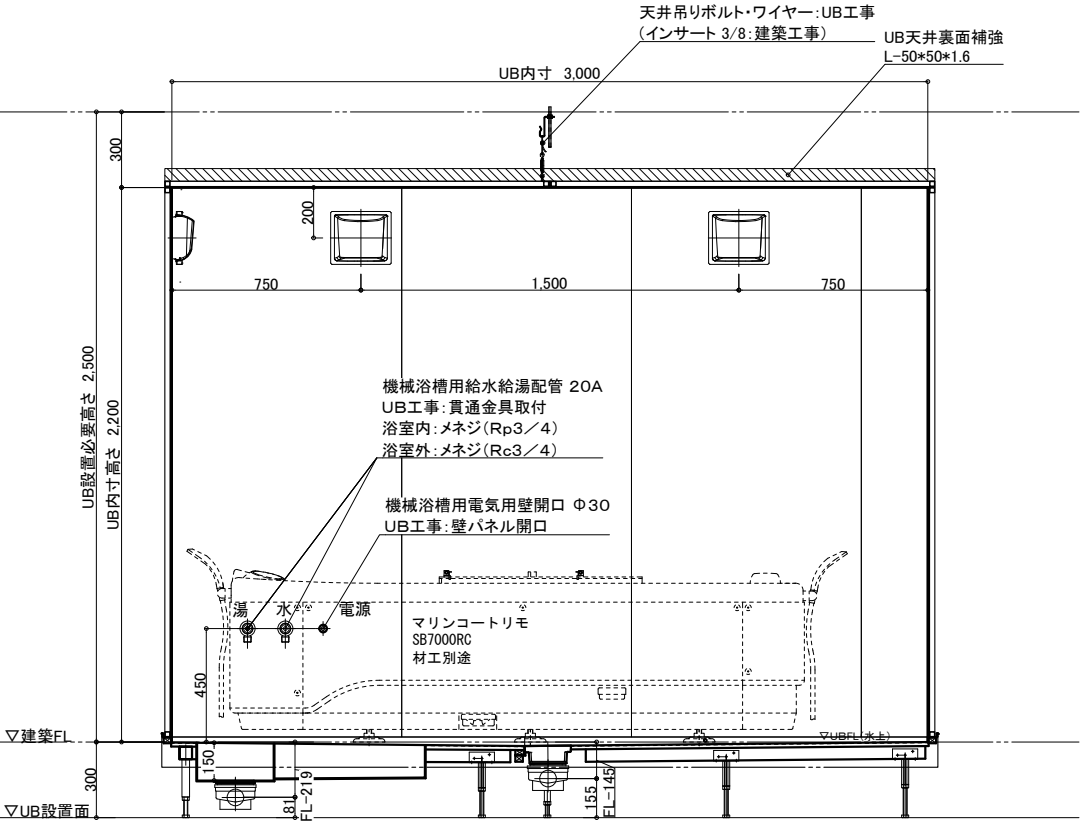 天井吊りボルト・ワイヤー:UB工事
(インサート 3/8:建築工事)
UB天井裏面補強
L-50*50*1.6
UB内寸 3,000
300
200
750
1,500
750
UB設置必要高さ 2,500
UB内寸高さ 2,200
機械浴槽用給水給湯配管 20A
UB工事:貫通金具取付
浴室内:メネジ(Rp3/4)
浴室外:メネジ(Rc3/4)
機械浴槽用電気用壁開口 Φ30
UB工事:壁パネル開口
湯
水
電源
マリンコートリモ
SB7000RC
材工別途
450
▽建築FL
▽UBFL(水上)
150
300
81
FL-219
155
FL-145
▽UB設置面